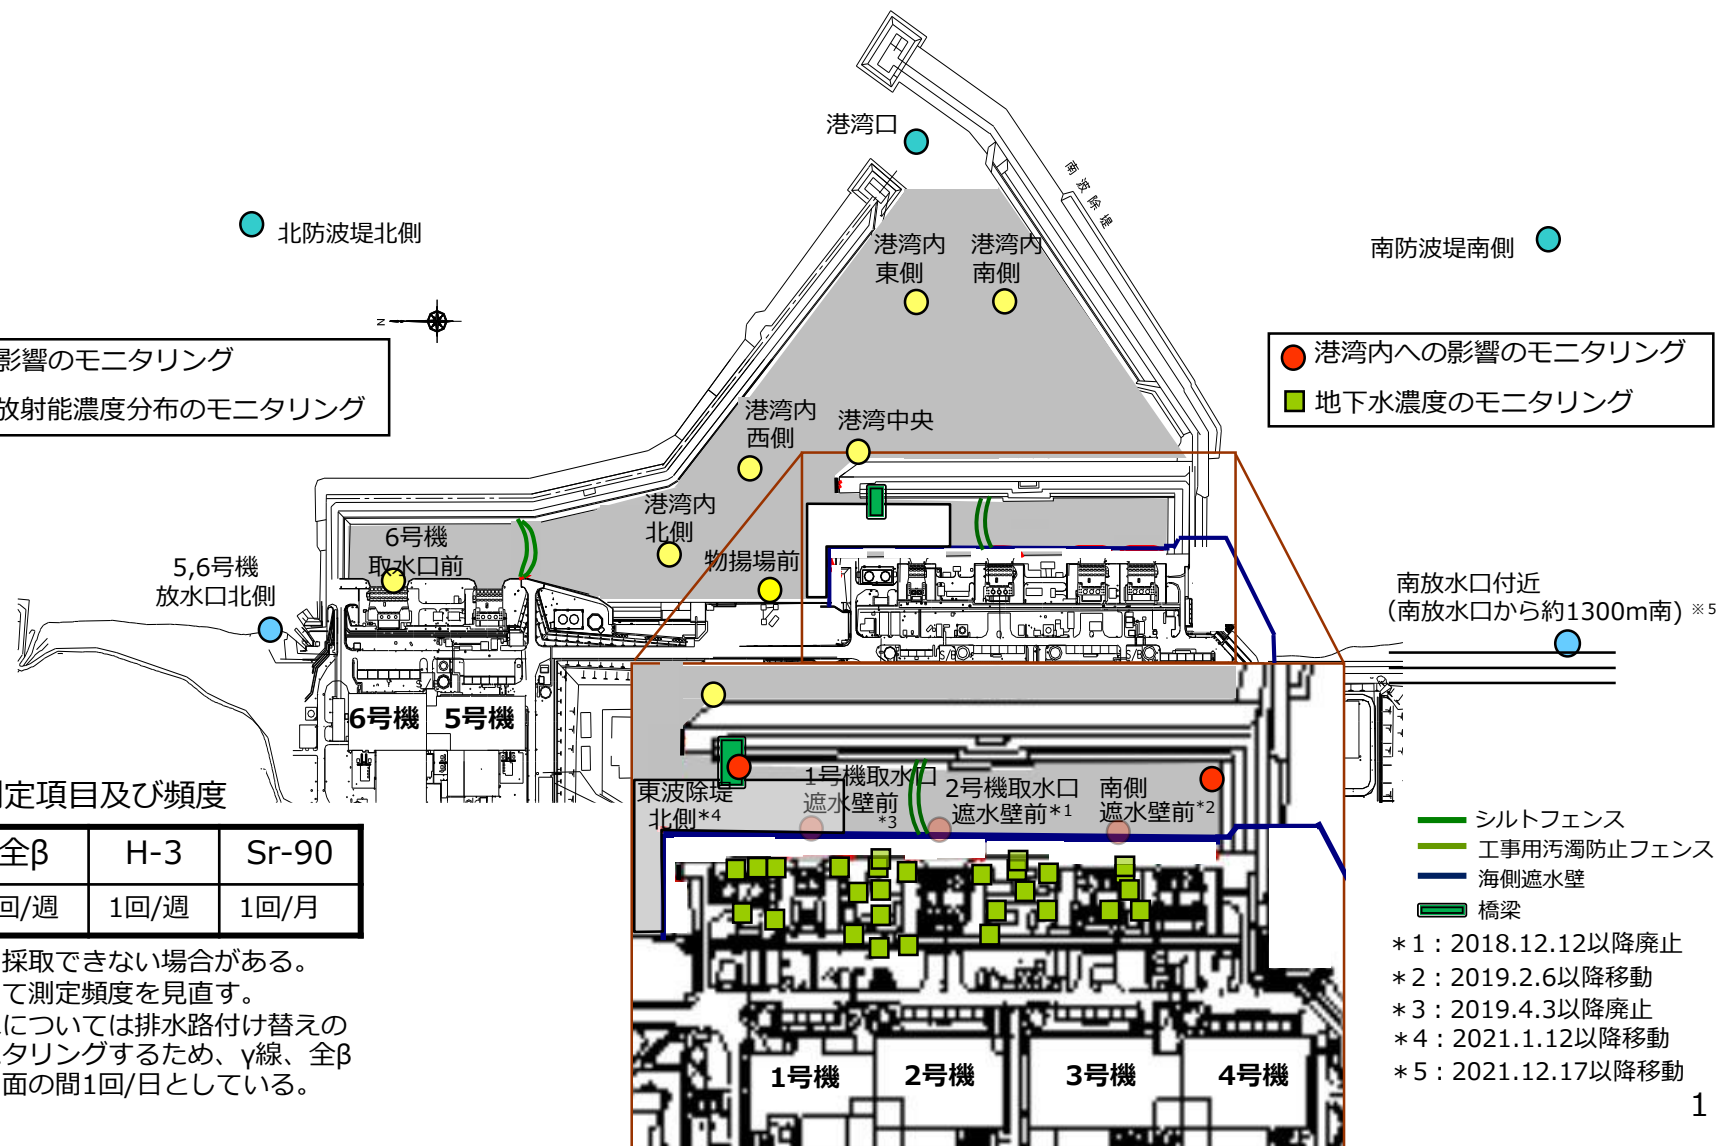 港湾口
南波除堤
北防波堤北側
南防波堤南側
港湾内
東側
港湾内
南側
N
影響のモニタリング
放射能濃度分布のモニタリング
港湾内への影響のモニタリング
地下水濃度のモニタリング
港湾内
西側
港湾中央
港湾内
北側
6号機
取水口前
物揚場前
5,6号機
放水口北側
南放水口付近
(南放水口から約1300m南) ※5
S/B
S/B
6号機
5号機
東波除堤
北側*4
1号機取水口
遮水壁前
*3
2号機取水口
遮水壁前*1
南側
遮水壁前*2
1号機
2号機
3号機
4号機
定項目及び頻度
全β H-3 Sr-90
回/週 1回/週 1回/月
採取できない場合がある。
て測定頻度を見直す。
については排水路付け替えの
タリングするため、γ線、全β
面の間1回/日としている。
シルトフェンス
工事用汚濁防止フェンス
海側遮水壁
橋梁
*1：2018.12.12以降廃止
*2：2019.2.6以降移動
*3：2019.4.3以降廃止
*4：2021.1.12以降移動
*5：2021.12.17以降移動
1